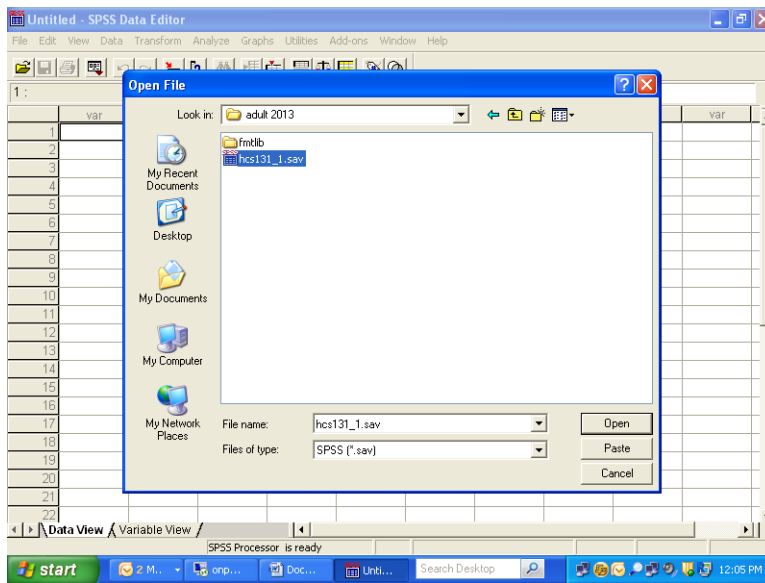 Untitled - SPSS Data Editor
File Edit View Data Transform Analyze Graphs Utilities Add-ons Window Help
1 :
Open File
Look in: adult 2013
var
var
fmtlib
hcs131_1.sav
My Recent
Documents
Desktop
My Documents
My Computer
My Network
Places
File name: hcs131_1.sav Open
Files of type: SPSS (*.sav) Paste
Cancel
1
2
3
4
5
6
7
8
9
10
11
12
13
14
15
16
17
18
19
20
21
22
Data View Variable View
SPSS Processor is ready
start 2 M... onp... Doc... Unti... Search Desktop 12:05 PM